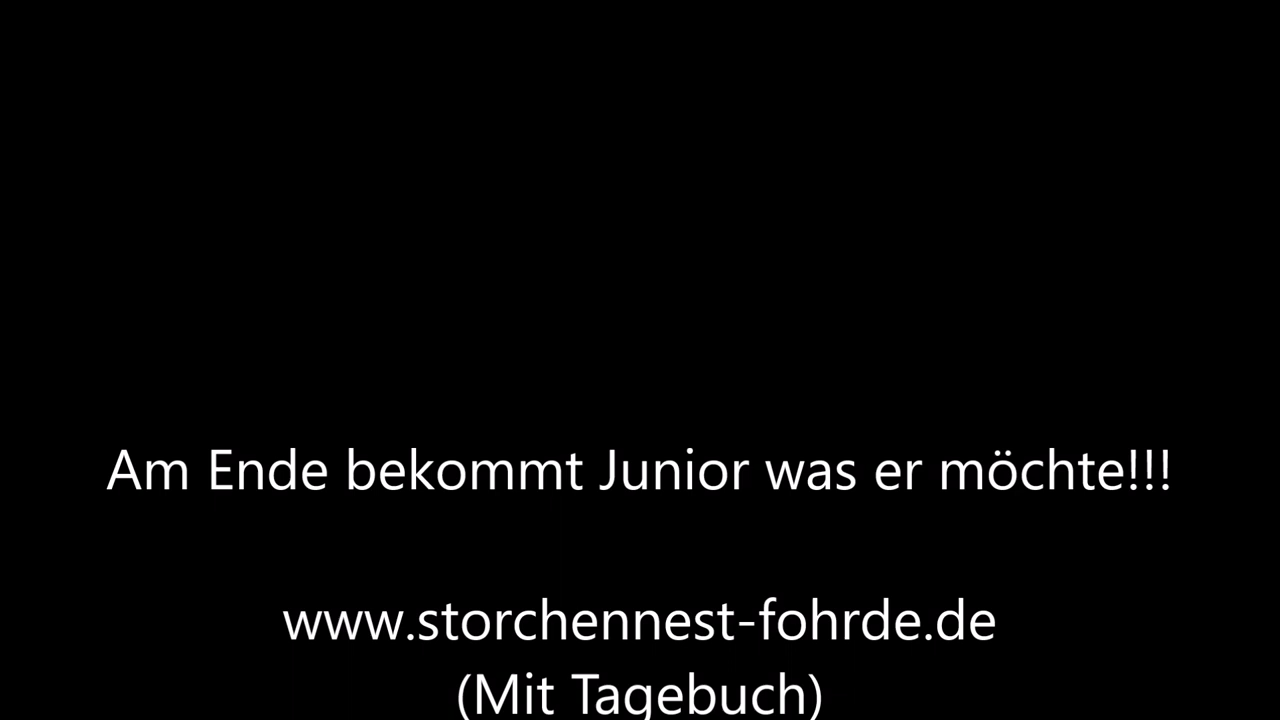 Am Ende bekommt Junior was er möchte!!!
www.storchennest-fohrde.de
(Mit Tagebuch)